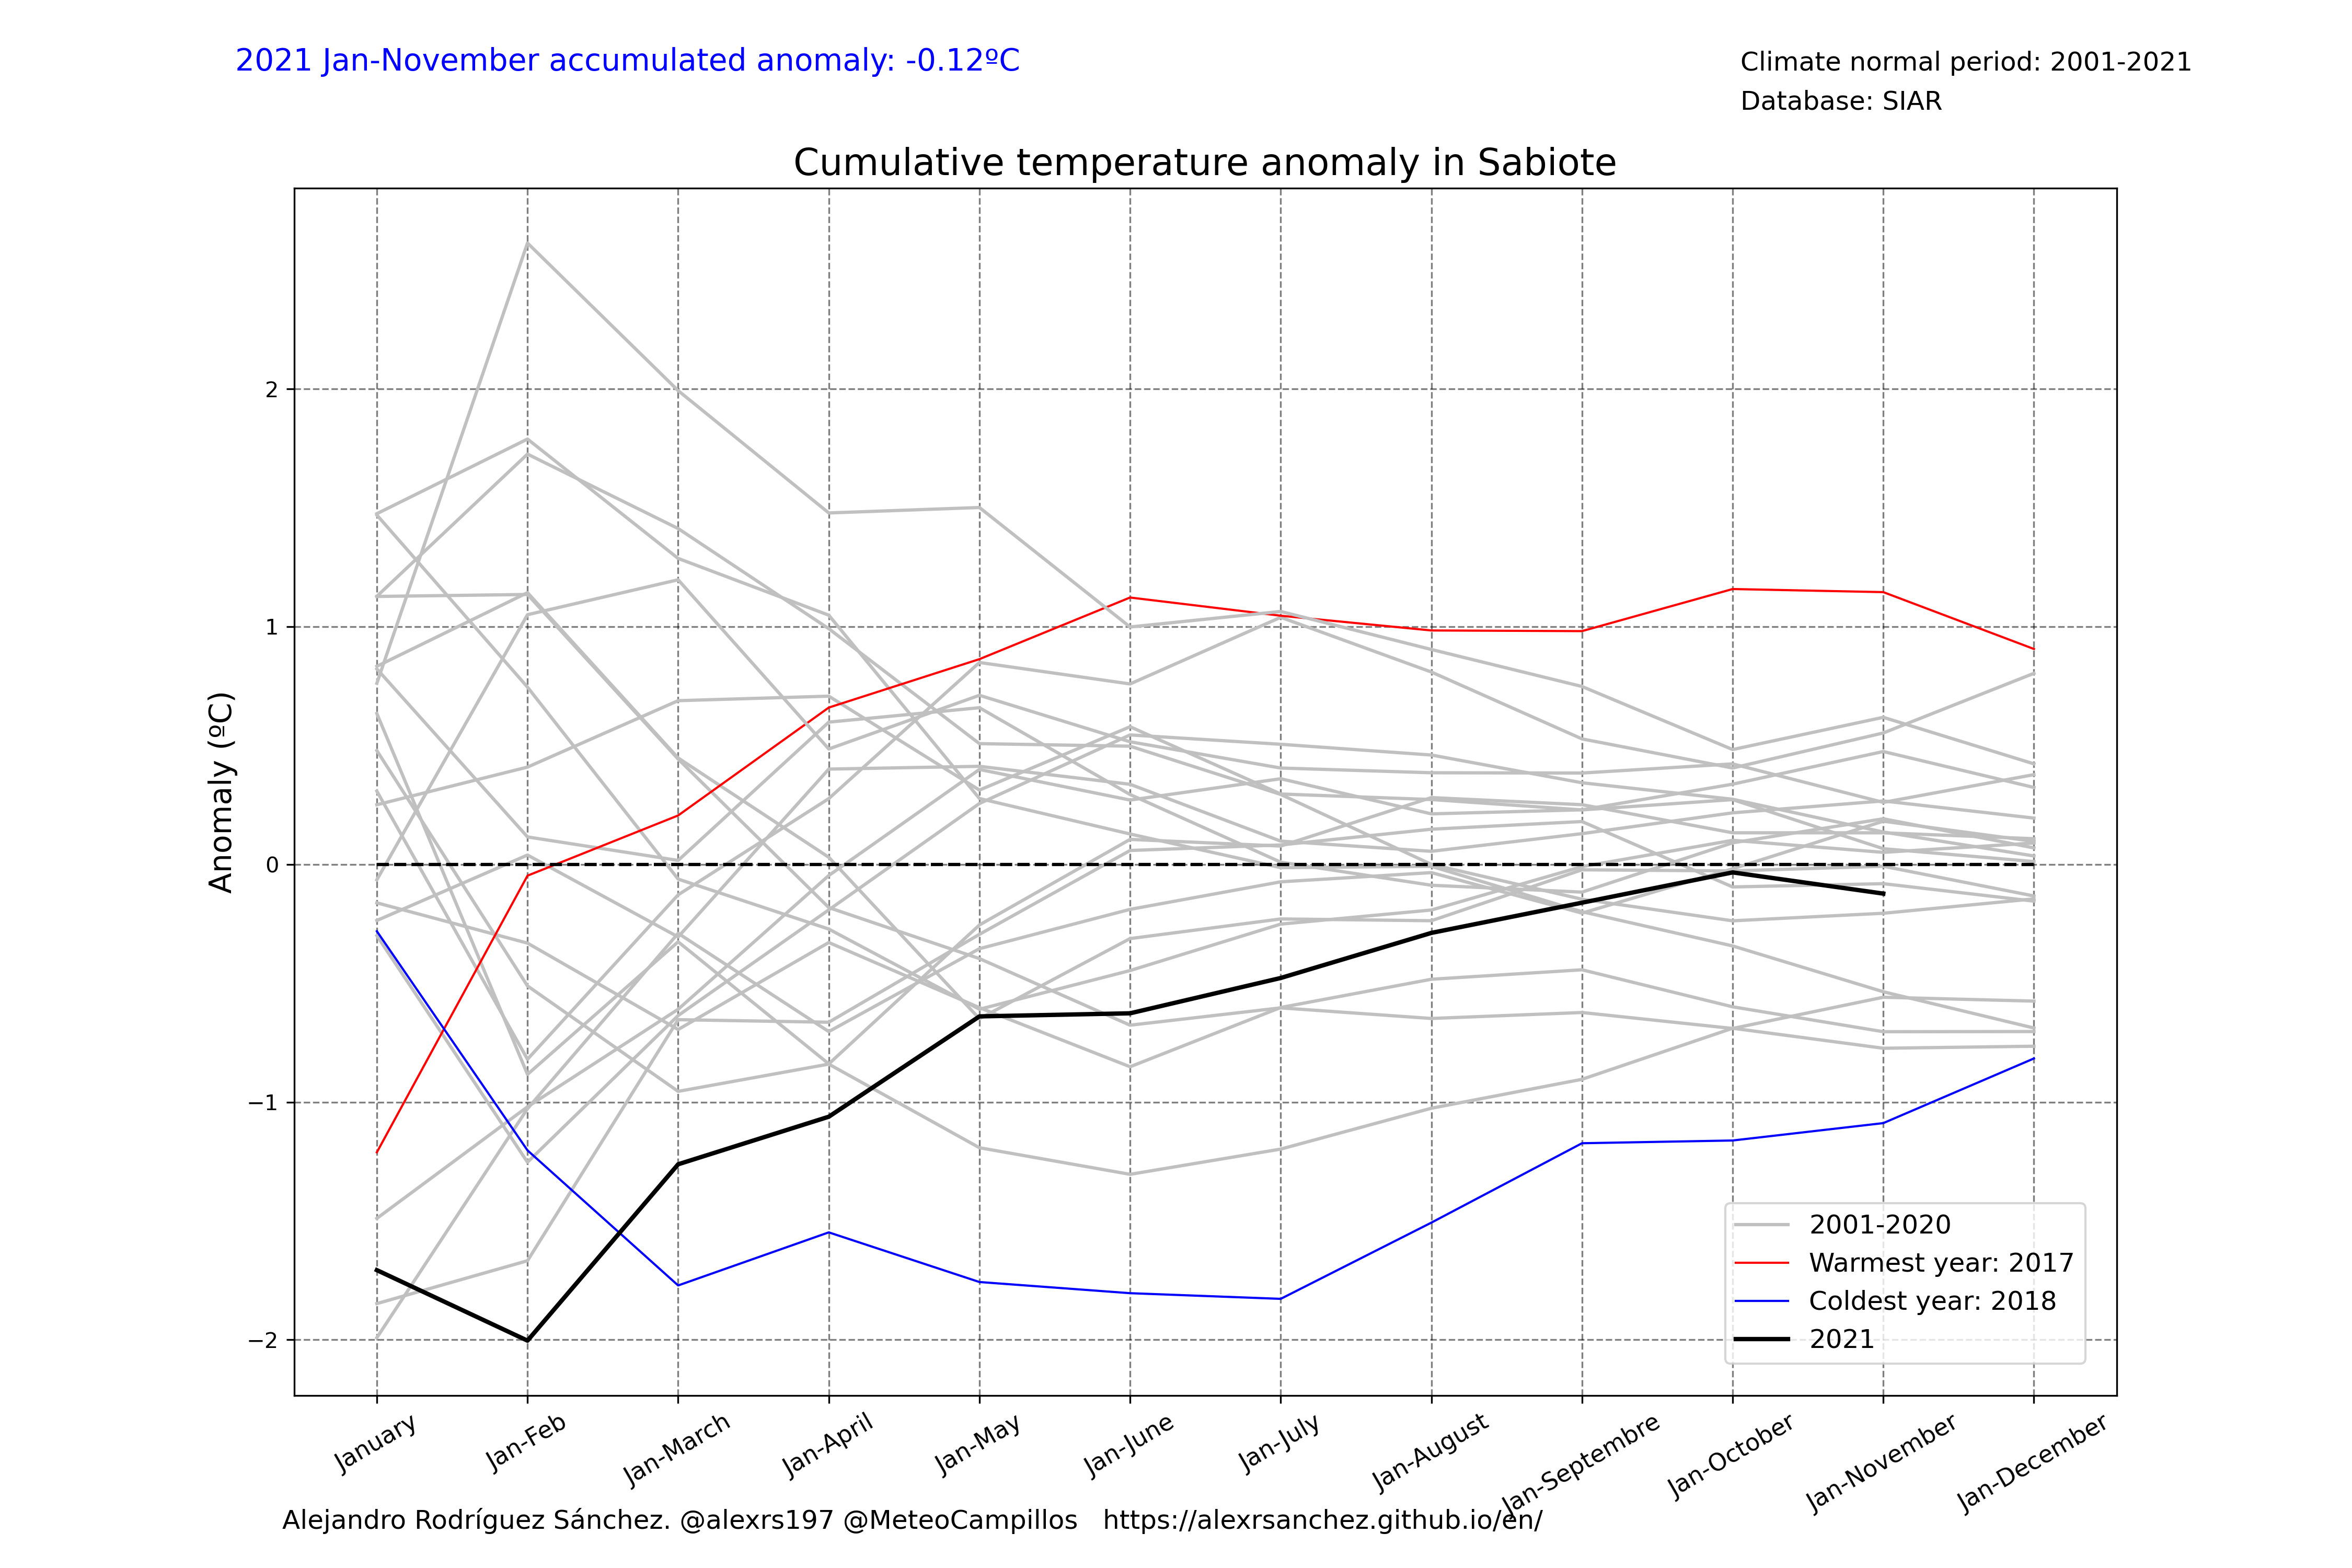 2021 Jan-November accumulated anomaly: -0.12ºC
Climate normal period: 2001-2021
Database: SIAR
Cumulative temperature anomaly in Sabiote
Anomaly (ºC)
2
1
0
−1
−2
2001-2020
Warmest year: 2017
Coldest year: 2018
2021
January
Jan-Feb
Jan-March
Jan-April
Jan-May
Jan-June
Jan-July
Jan-August
Jan-Septembre
Jan-October
Jan-November
Jan-December
Alejandro Rodríguez Sánchez. @alexrs197 @MeteoCampillos https://alexrsanchez.github.io/en/